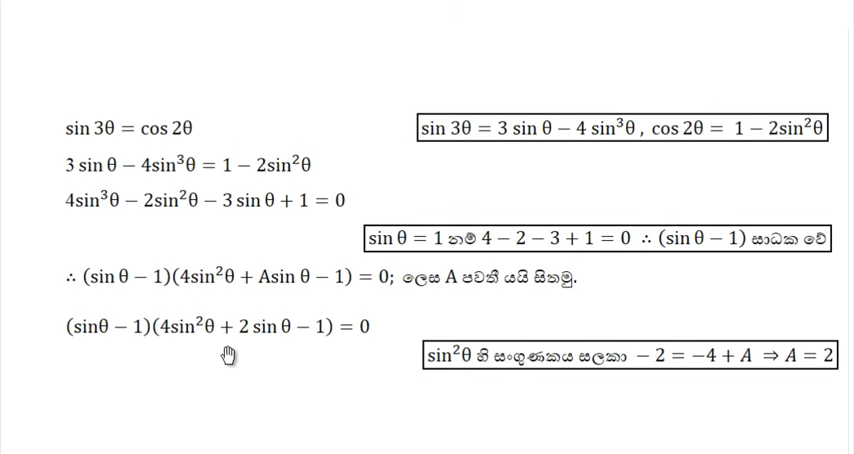 sin 3θ = cos 2θ
sin 3θ = 3 sin θ − 4 sin³θ , cos 2θ = 1 − 2sin²θ
3 sin θ − 4sin³θ = 1 − 2sin²θ
4sin³θ − 2sin²θ − 3 sin θ + 1 = 0
sin θ = 1 නම් 4 − 2 − 3 + 1 = 0 ∴ (sin θ − 1) සාධක වේ
∴ (sin θ − 1)(4sin²θ + Asin θ − 1) = 0; ලෙස A පවතී යයි සිතමු.
(sinθ − 1)(4sin²θ + 2 sin θ − 1) = 0
sin²θ හි සංගුණකය සලකා − 2 = −4 + A ⇒ A = 2